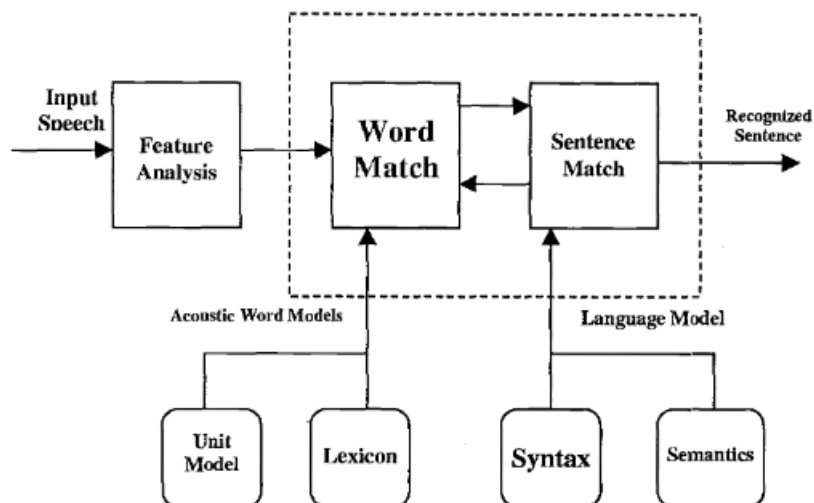 Input
Speech
Feature
Analysis
Word
Match
Sentence
Match
Recognized
Sentence
Acoustic Word Models
Language Model
Unit
Model
Lexicon
Syntax
Semantics